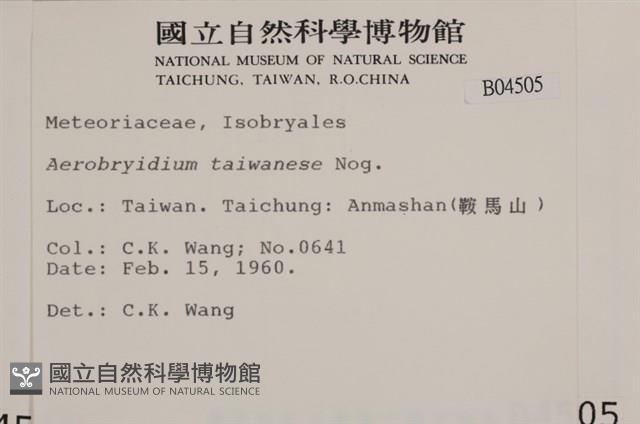 國立自然科學博物館
NATIONAL MUSEUM OF NATURAL SCIENCE
TAICHUNG, TAIWAN, R.O.CHINA
B04505
Meteoriaceae, Isobryales
Aerobryidium taiwanese Nog.
Loc.: Taiwan. Taichung: Anmashan(鞍馬山)
Col.: C.K. Wang; No.0641
Date: Feb. 15, 1960.
Det.: C.K. Wang
國立自然科學博物館
NATIONAL MUSEUM OF NATURAL SCIENCE
05